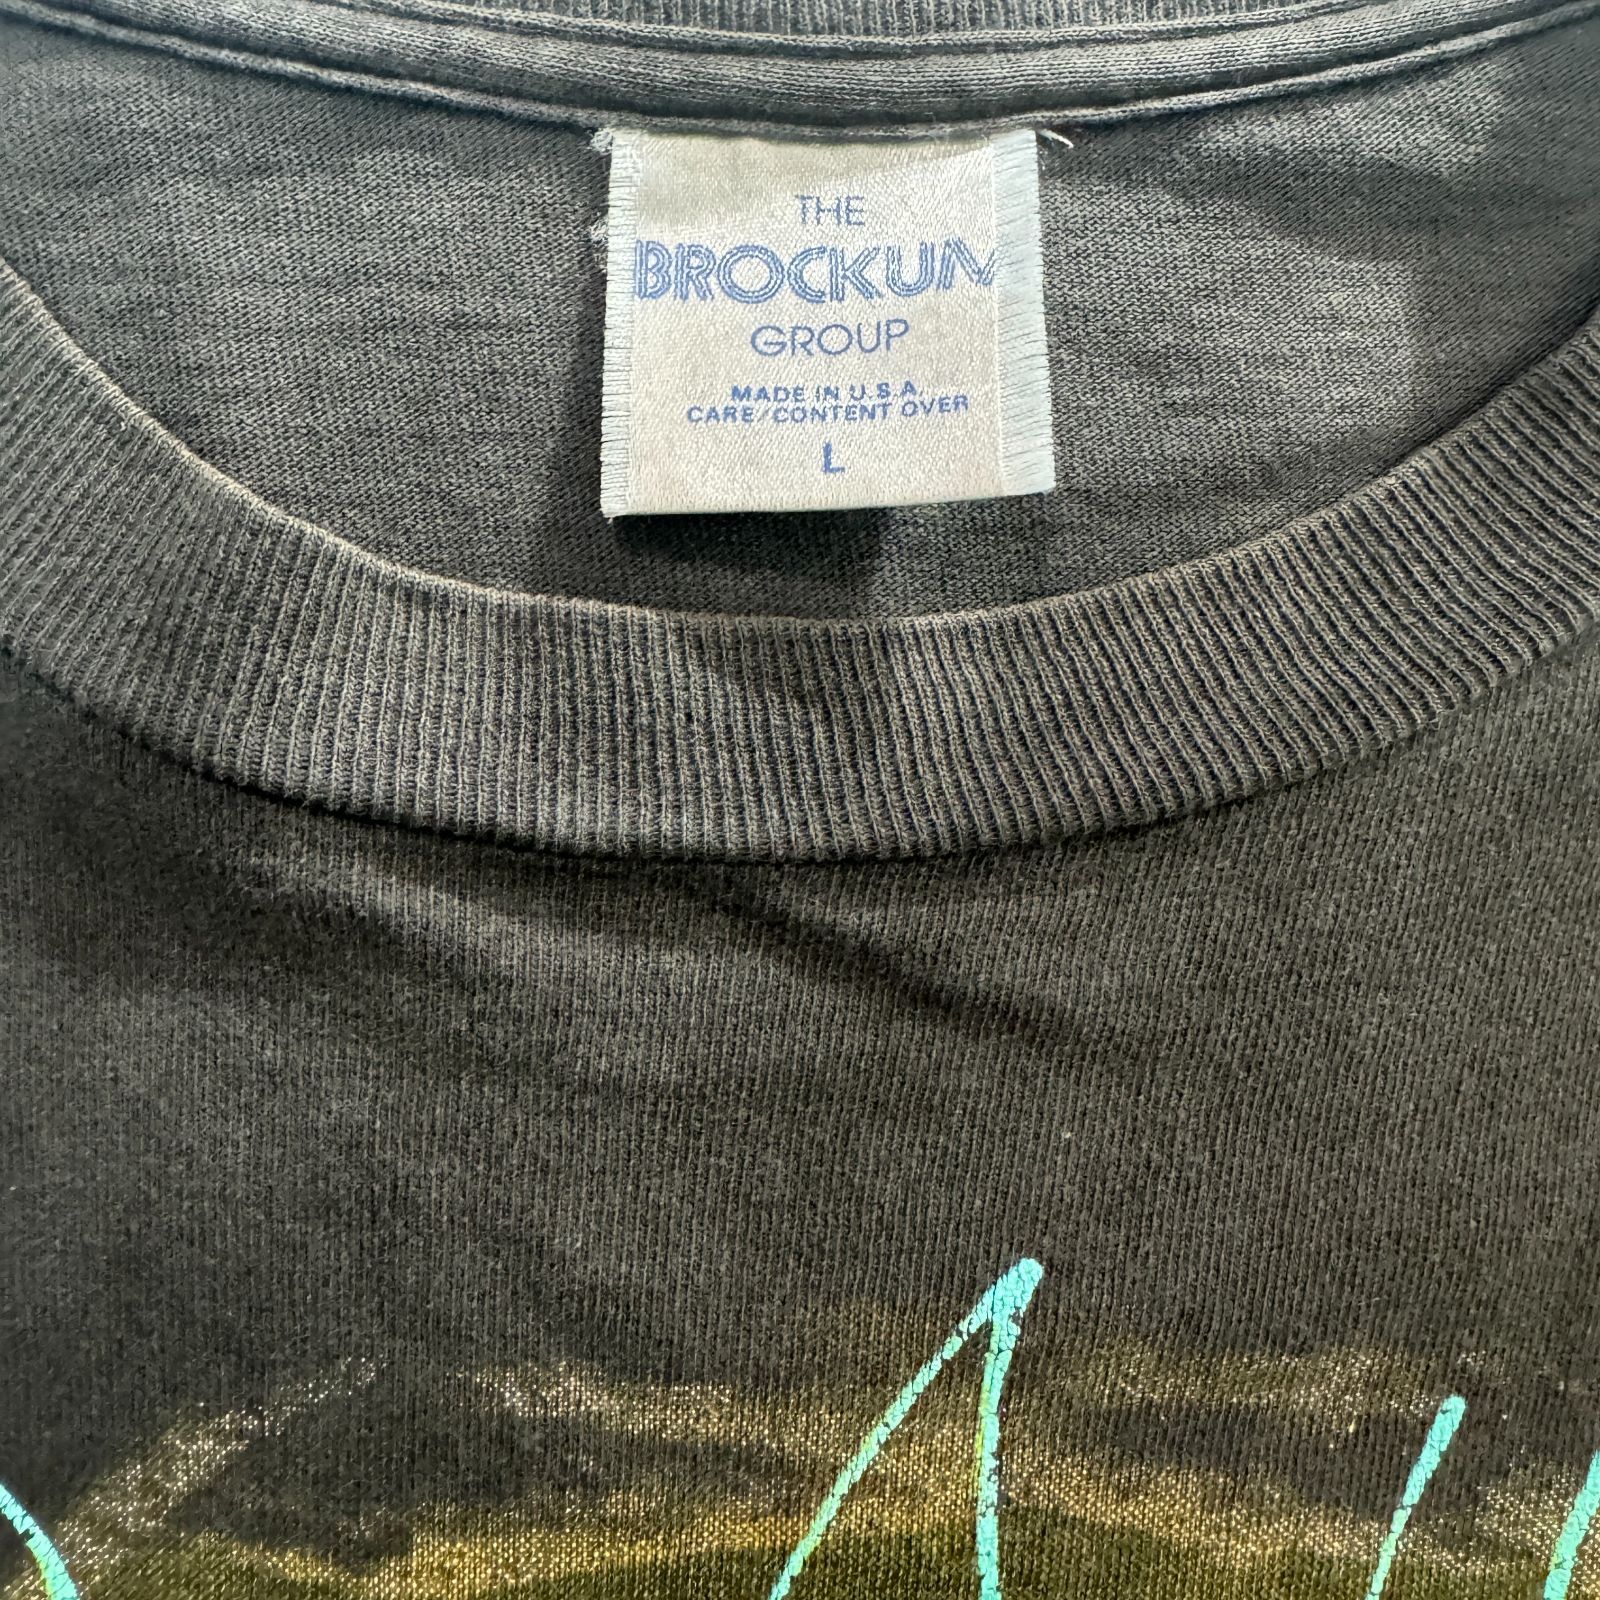 THE
BROCKUM
GROUP
MADE IN U.S.A.
CARE/CONTENT OVER
L